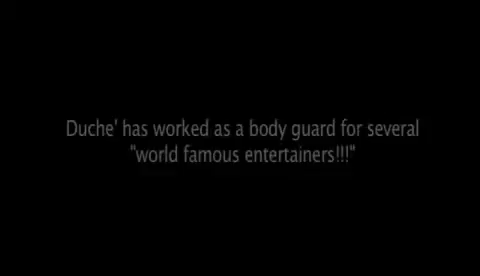 Duche' has worked as a body guard for several
"world famous entertainers!!!"